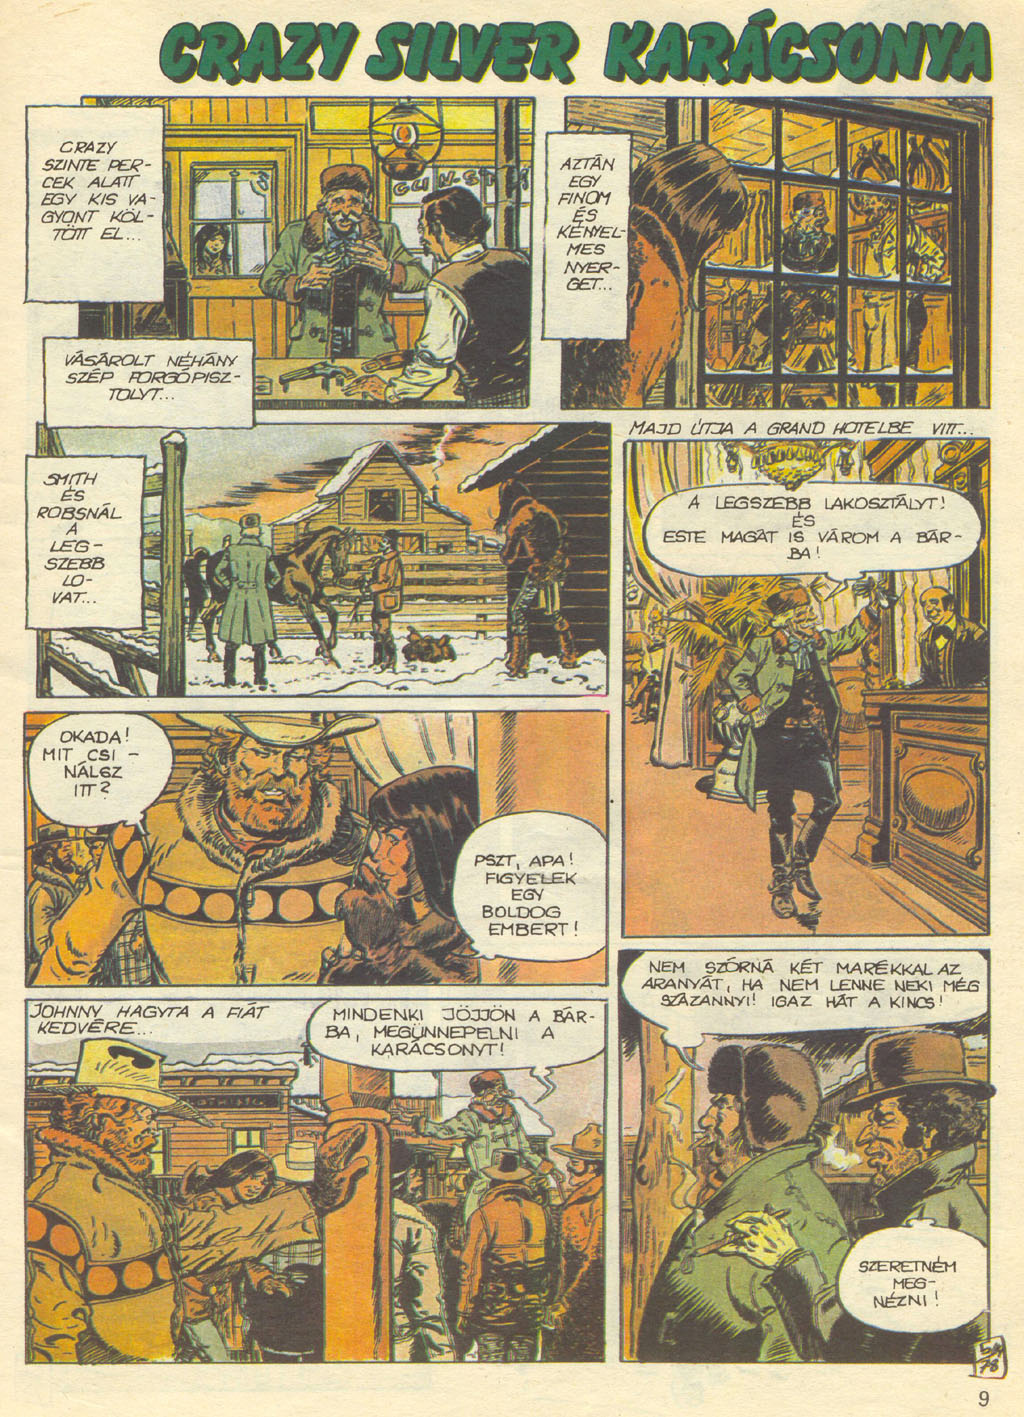 CRAZY SILVER KARÁCSONYA
CRAZY
SZINTE PER-
CEK ALATT
EGY KIS VA-
GYONT KÖL-
TÖTT EL...
VÁSÁROLT NÉHÁNY
SZÉP FORGÓPISZ-
TOLYT...
AZTÁN
EGY
FINOM
ÉS
KÉNYEL-
MES
NYER-
GET...
SMITH
ÉS
ROBSNÁL
A
LEG-
SZEBB
LO-
VAT...
MAJD ÚTJA A GRAND HOTELBE VITT...
A LEGSZEBB LAKOSZTÁLYT!
ÉS
ESTE MAGÁT IS VÁROM A BÁR-
BA!
OKADA!
MIT CSI-
NÁLSZ
ITT?
PSZT, APA!
FIGYELEK
EGY
BOLDOG
EMBERT!
JOHNNY HAGYTA A FIÁT
KEDVÉRE...
MINDENKI JÖJJÖN A BÁR-
BA, MEGÜNNEPELNI A
KARÁCSONYT!
NEM SZÓRNÁ KÉT MARÉKKAL AZ
ARANYÁT, HA NEM LENNE NEKI MÉG
SZÁZANNYI! IGAZ HÁT A KINCS!
SZERETNÉM
MEG-
NÉZNI!
78
9